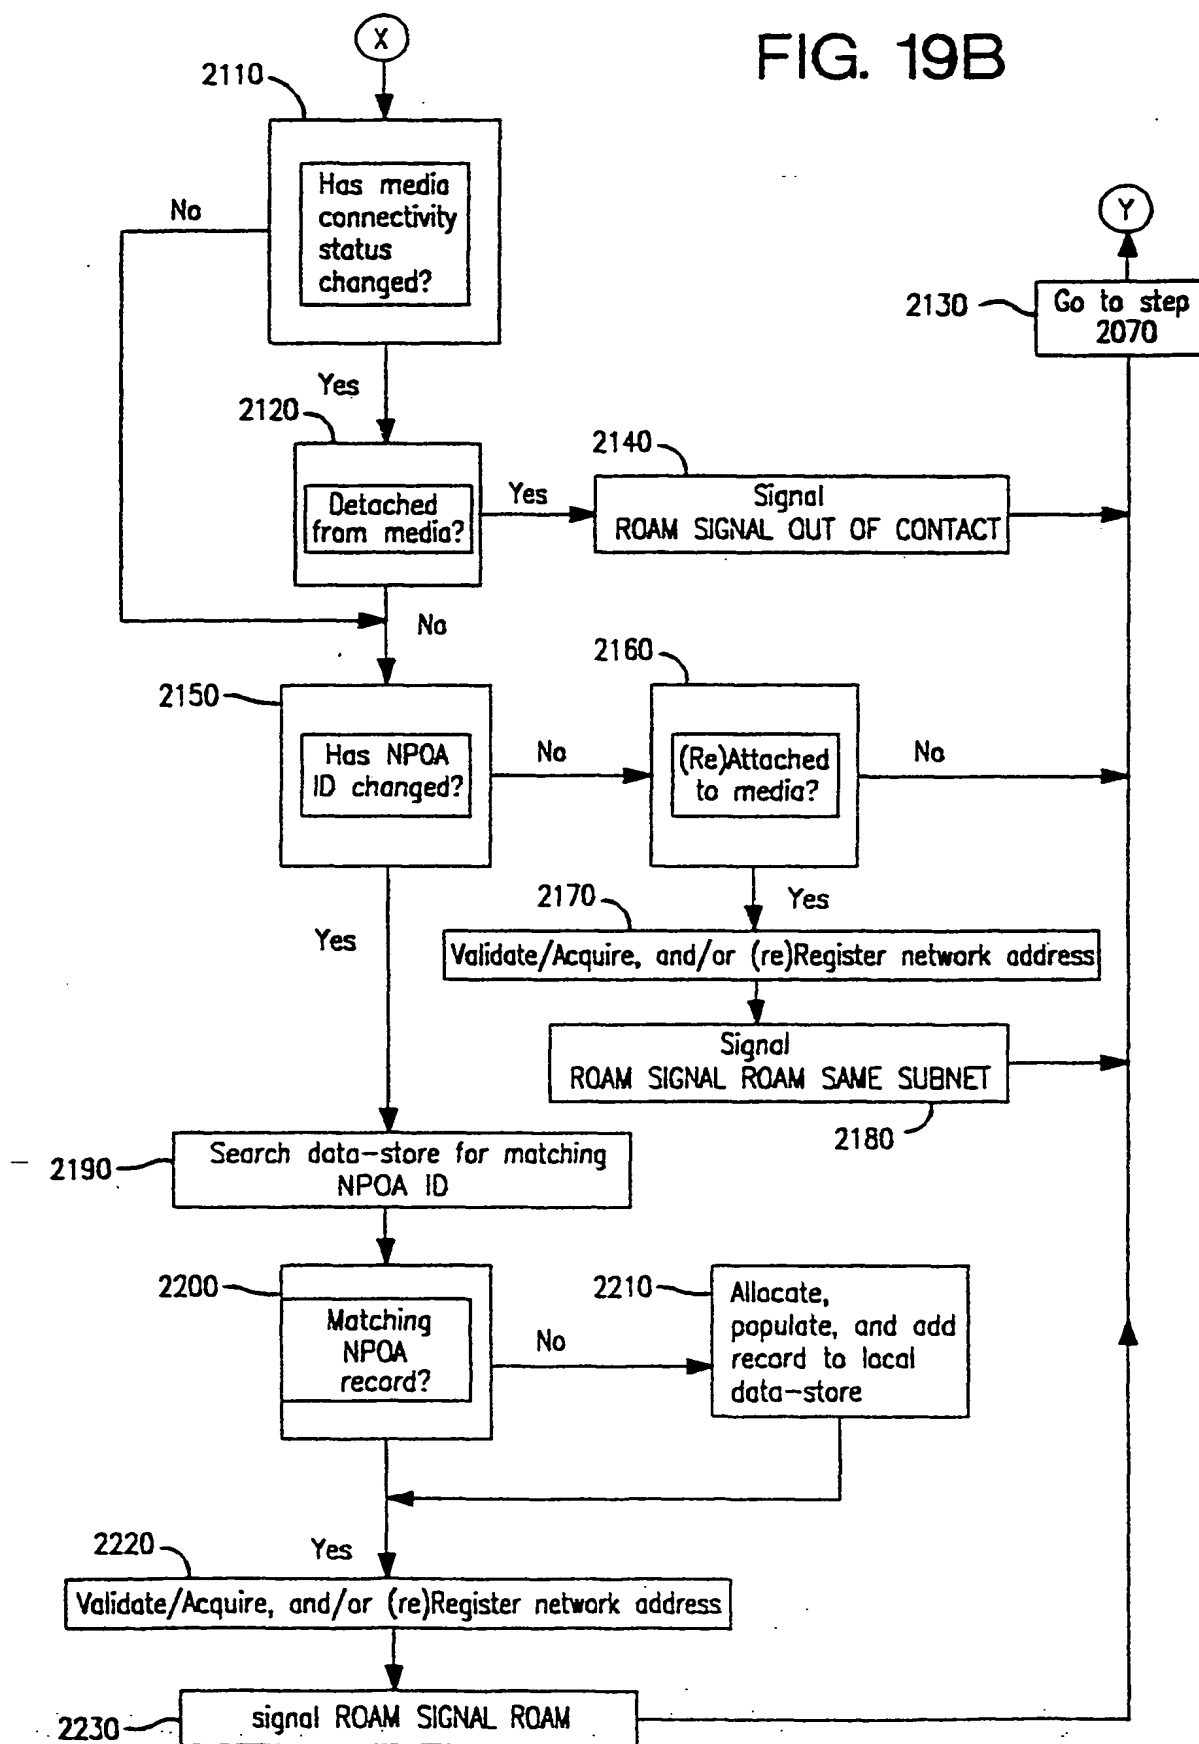 FIG. 19B
X
2110
Has media
connectivity
status
changed?
No
Y
2130
Go to step
2070
Yes
2120
Detached
from media?
Yes
2140
Signal
ROAM SIGNAL OUT OF CONTACT
No
2150
Has NPOA
ID changed?
No
2160
(Re)Attached
to media?
No
Yes
2170
Validate/Acquire, and/or (re)Register network address
Signal
ROAM SIGNAL ROAM SAME SUBNET
2180
Yes
2190
Search data-store for matching
NPOA ID
2200
Matching
NPOA
record?
No
2210
Allocate,
populate, and add
record to local
data-store
Yes
2220
Validate/Acquire, and/or (re)Register network address
2230
signal ROAM SIGNAL ROAM